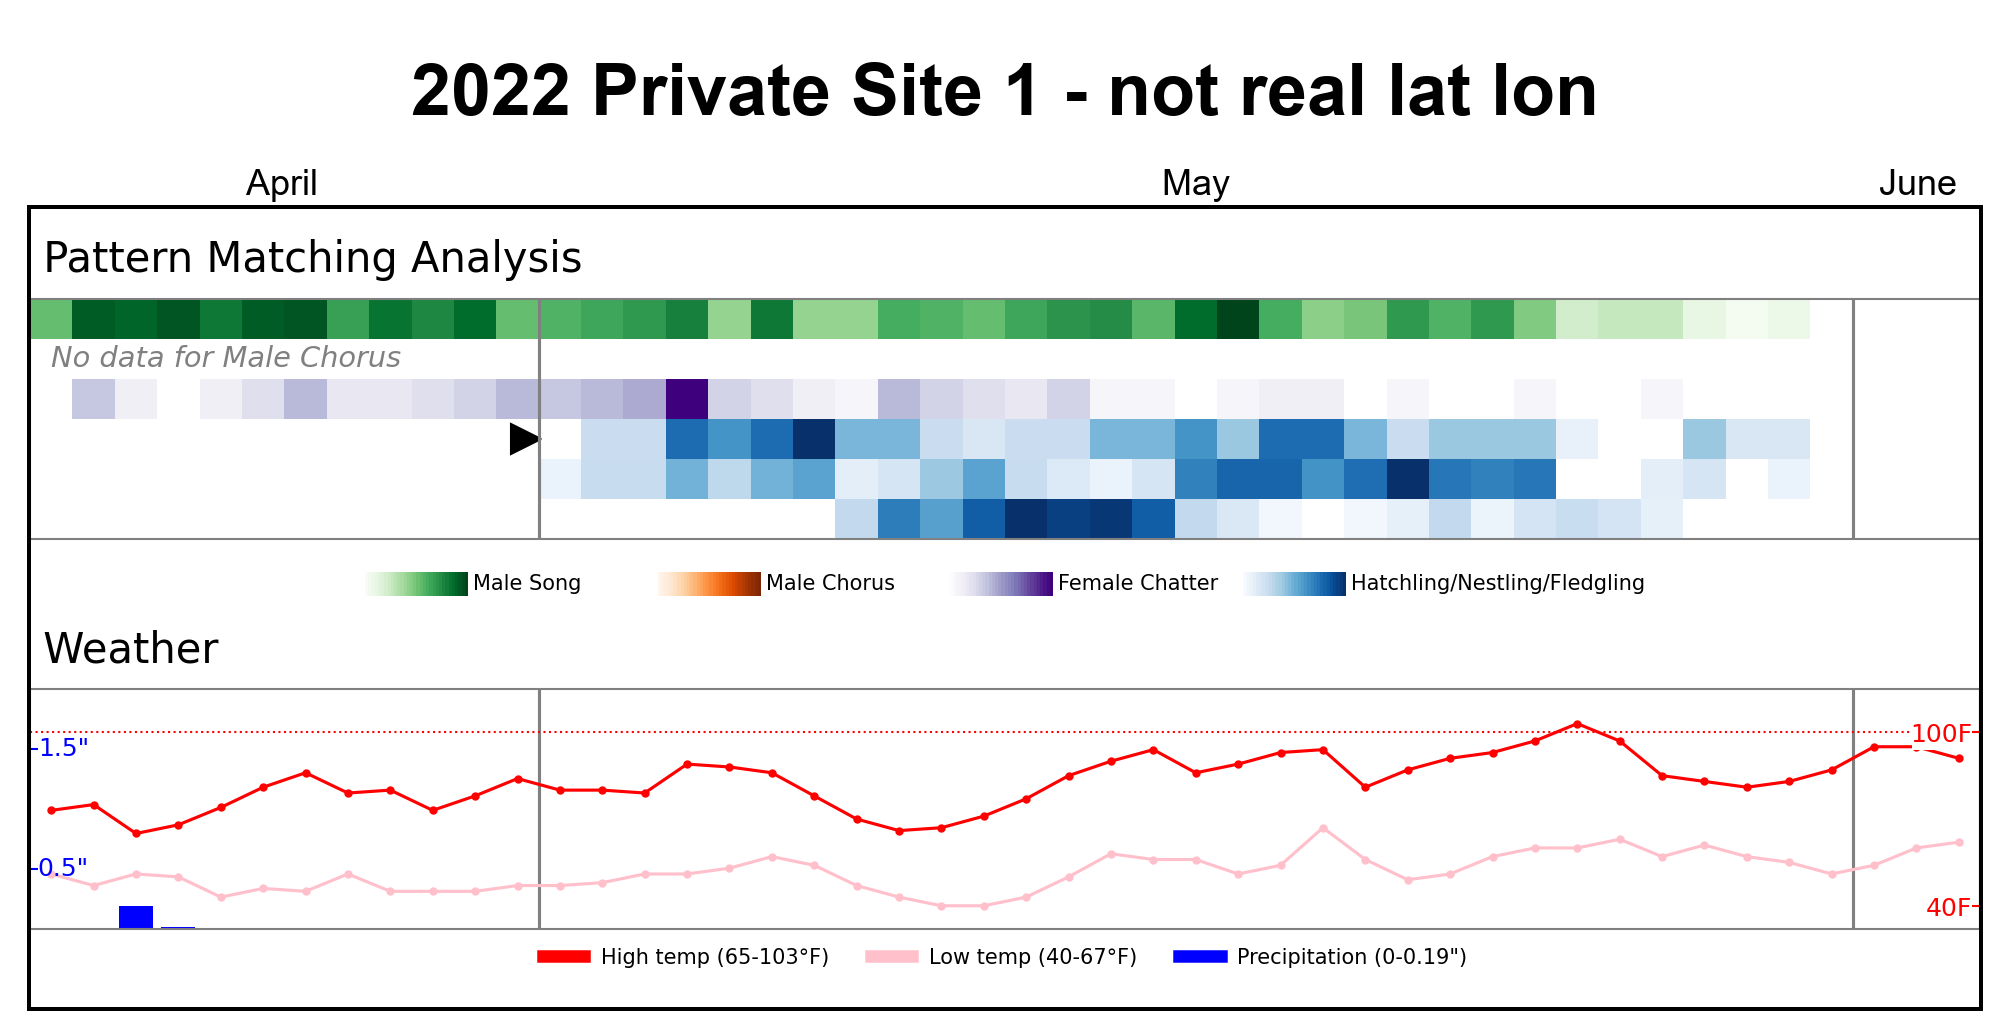 2022 Private Site 1 - not real lat lon
April May June
Pattern Matching Analysis
No data for Male Chorus
Male Song Male Chorus Female Chatter Hatchling/Nestling/Fledgling
Weather
1.5" 100F
0.5" 40F
High temp (65-103°F) Low temp (40-67°F) Precipitation (0-0.19")